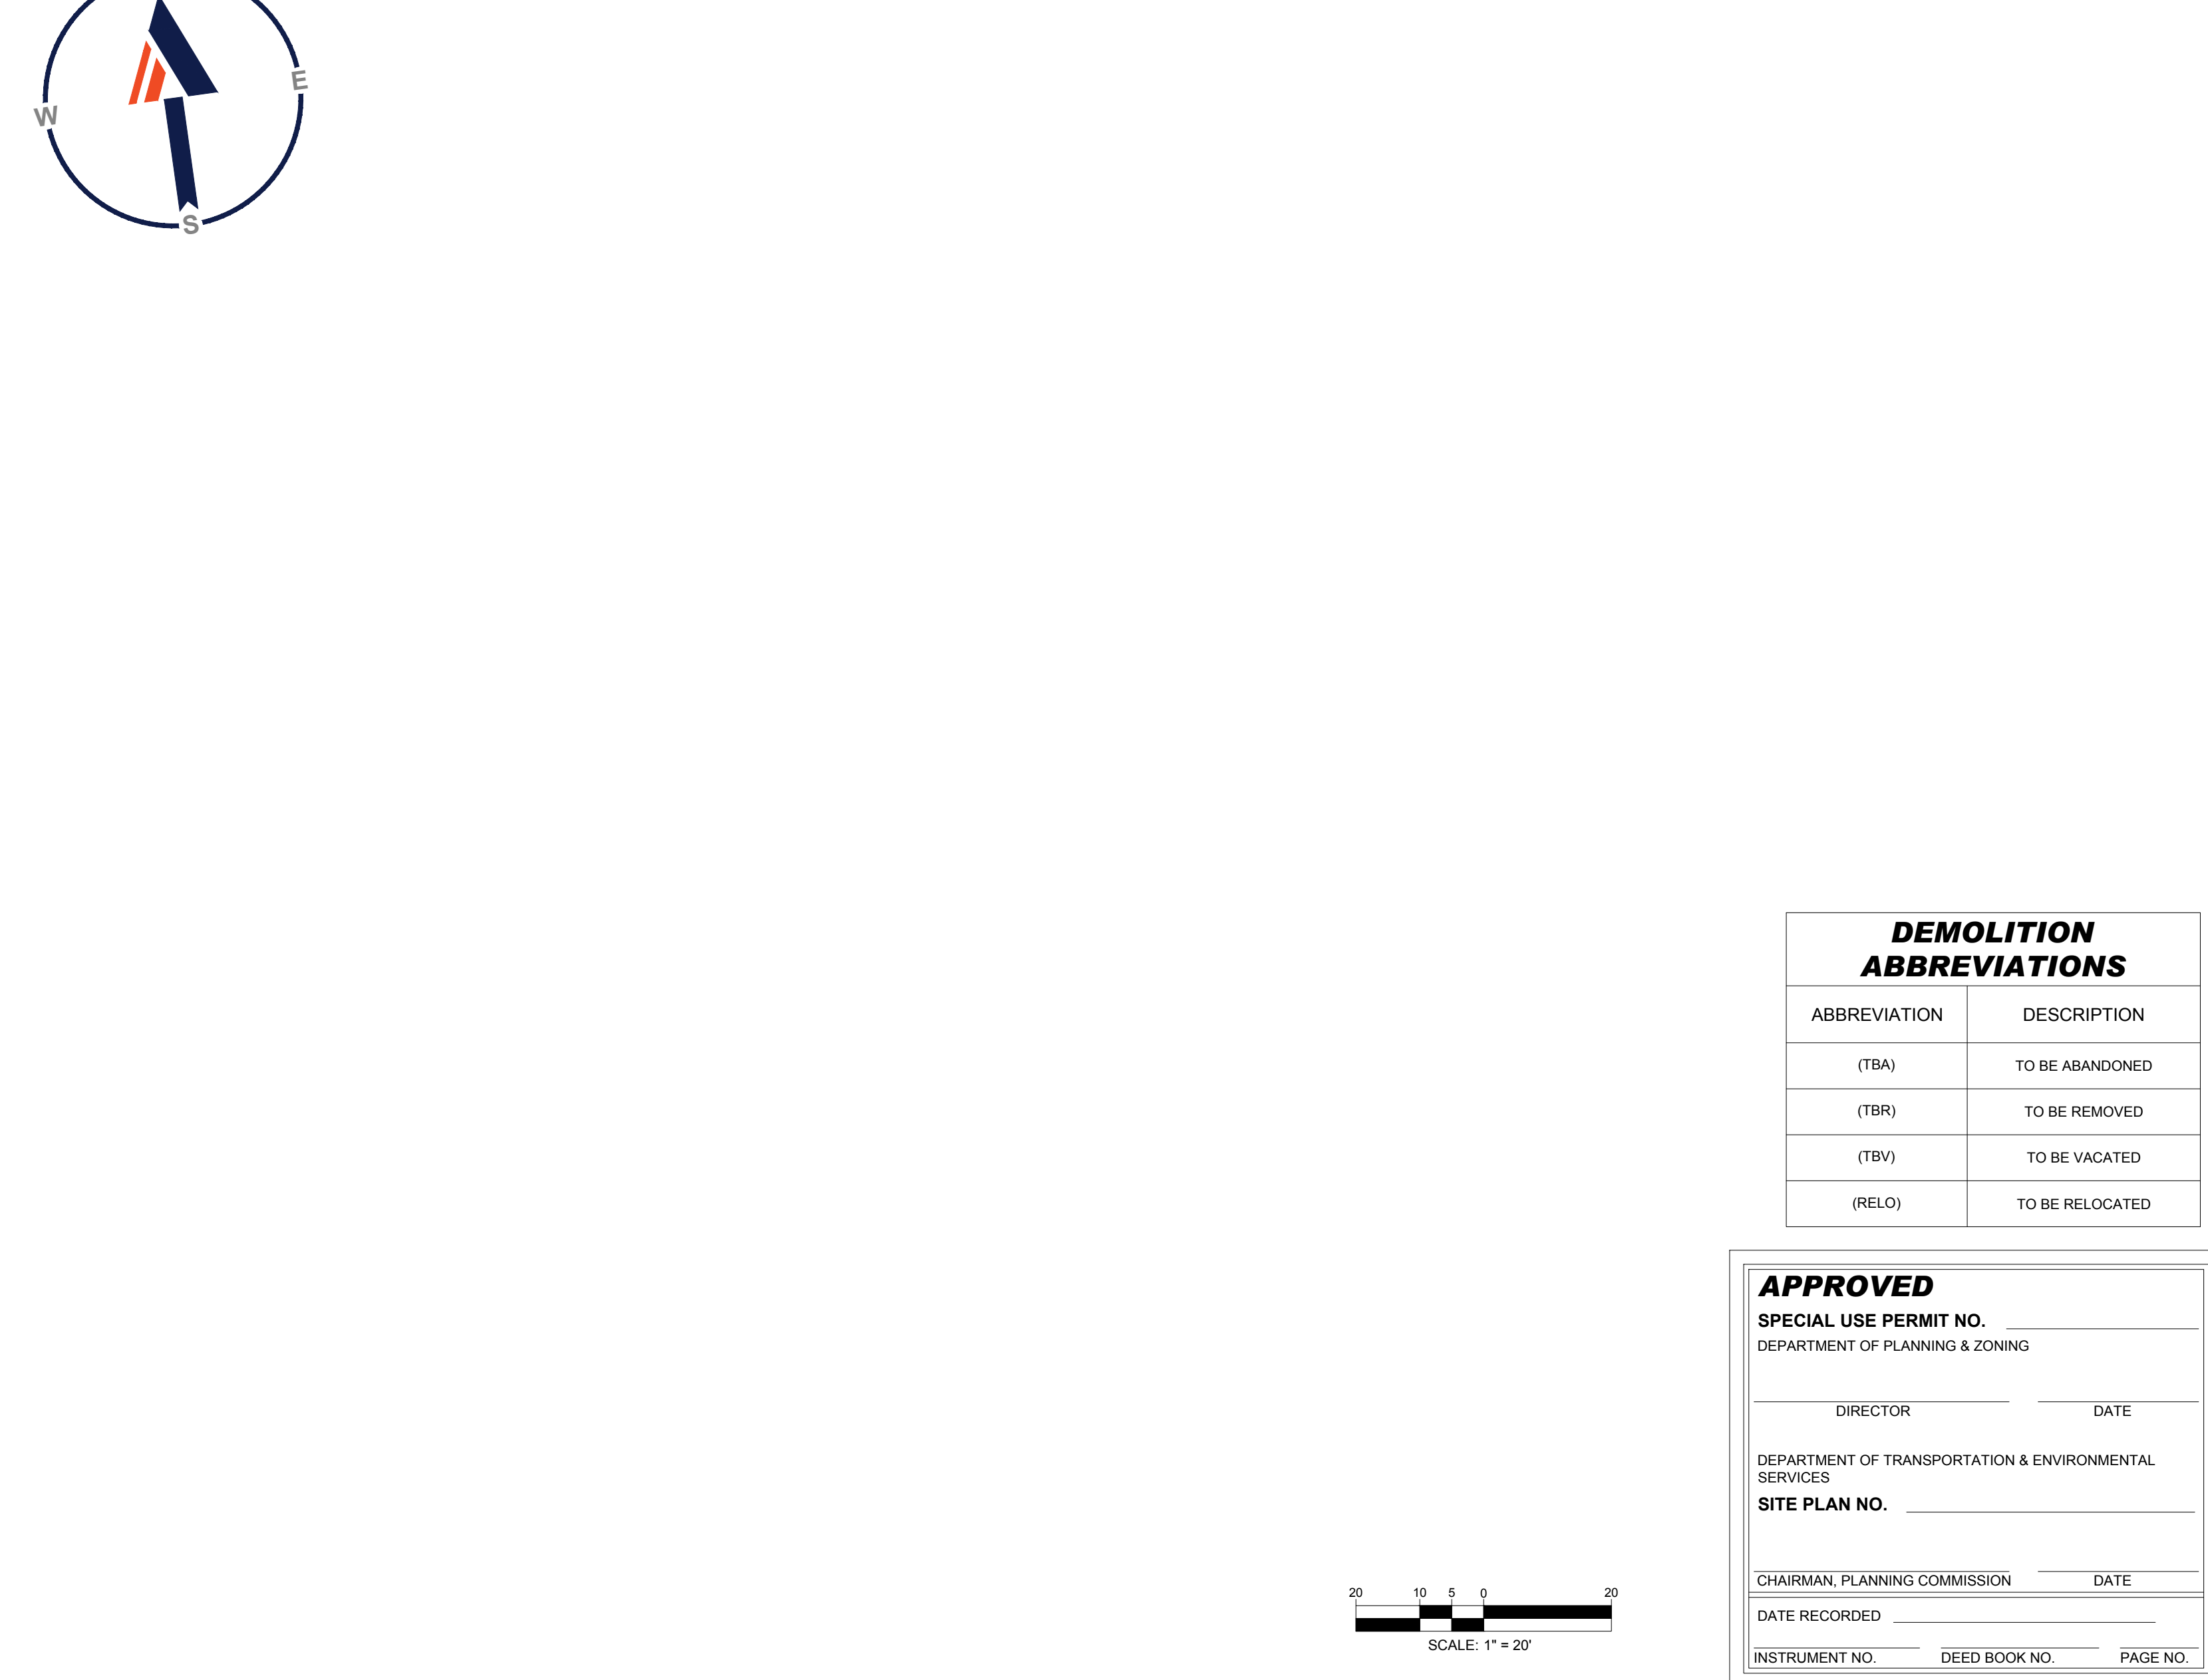 E
W
S
DEMOLITION
ABBREVIATIONS
ABBREVIATION DESCRIPTION
(TBA) TO BE ABANDONED
(TBR) TO BE REMOVED
(TBV) TO BE VACATED
(RELO) TO BE RELOCATED
APPROVED
SPECIAL USE PERMIT NO.
DEPARTMENT OF PLANNING & ZONING
DIRECTOR DATE
DEPARTMENT OF TRANSPORTATION & ENVIRONMENTAL
SERVICES
SITE PLAN NO.
CHAIRMAN, PLANNING COMMISSION DATE
DATE RECORDED
INSTRUMENT NO. DEED BOOK NO. PAGE NO.
20 10 5 0 20
SCALE: 1" = 20'